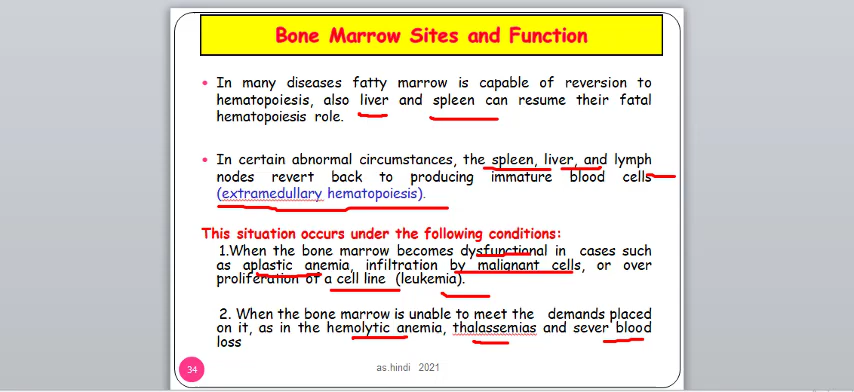 Bone Marrow Sites and Function
• In many diseases fatty marrow is capable of reversion to
hematopoiesis, also liver and spleen can resume their fatal
hematopoiesis role.
• In certain abnormal circumstances, the spleen, liver, and lymph
nodes revert back to producing immature blood cells
(extramedullary hematopoiesis).
This situation occurs under the following conditions:
1.When the bone marrow becomes dysfunctional in cases such
as aplastic anemia, infiltration by malignant cells, or over
proliferation of a cell line (leukemia).
2. When the bone marrow is unable to meet the demands placed
on it, as in the hemolytic anemia, thalassemias and sever blood
loss
34
as.hindi 2021